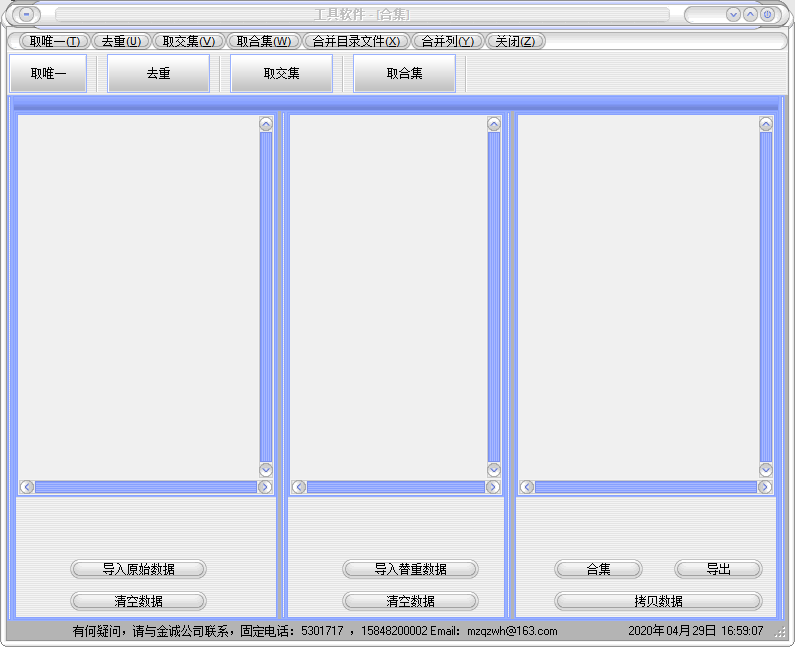 工具软件 - [合集]
取唯一(T) 去重(U) 取交集(V) 取合集(W) 合并目录文件(X) 合并列(Y) 关闭(Z)
取唯一 去重 取交集 取合集
导入原始数据 导入替重数据 合集 导出
清空数据 清空数据 拷贝数据
有何疑问，请与金诚公司联系，固定电话：5301717 ，15848200002 Email：mzqzwh@163.com 2020年04月29日 16:59:07